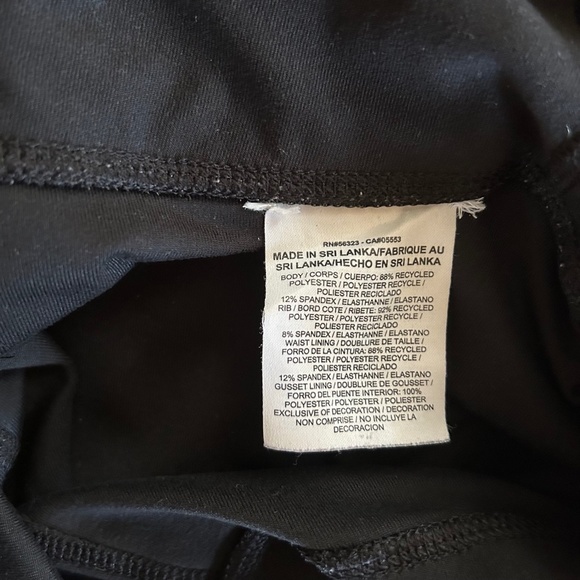 RN#56323 - CA#05553
MADE IN SRI LANKA/FABRIQUE AU
SRI LANKA/HECHO EN SRI LANKA
BODY / CORPS / CUERPO: 88% RECYCLED
POLYESTER / POLYESTER RECYCLE /
POLIESTER RECICLADO
12% SPANDEX / ELASTHANNE / ELASTANO
RIB / BORD COTE / RIBETE: 92% RECYCLED
POLYESTER / POLYESTER RECYCLE /
POLIESTER RECICLADO
8% SPANDEX / ELASTHANNE / ELASTANO
WAIST LINING / DOUBLURE DE TAILLE /
FORRO DE LA CINTURA: 88% RECYCLED
POLYESTER / POLYESTER RECYCLE /
POLIESTER RECICLADO
12% SPANDEX / ELASTHANNE / ELASTANO
GUSSET LINING / DOUBLURE DE GOUSSET /
FORRO DEL PUENTE INTERIOR: 100%
POLYESTER / POLYESTER / POLIESTER
EXCLUSIVE OF DECORATION / DECORATION
NON COMPRISE / NO INCLUYE LA
DECORACION